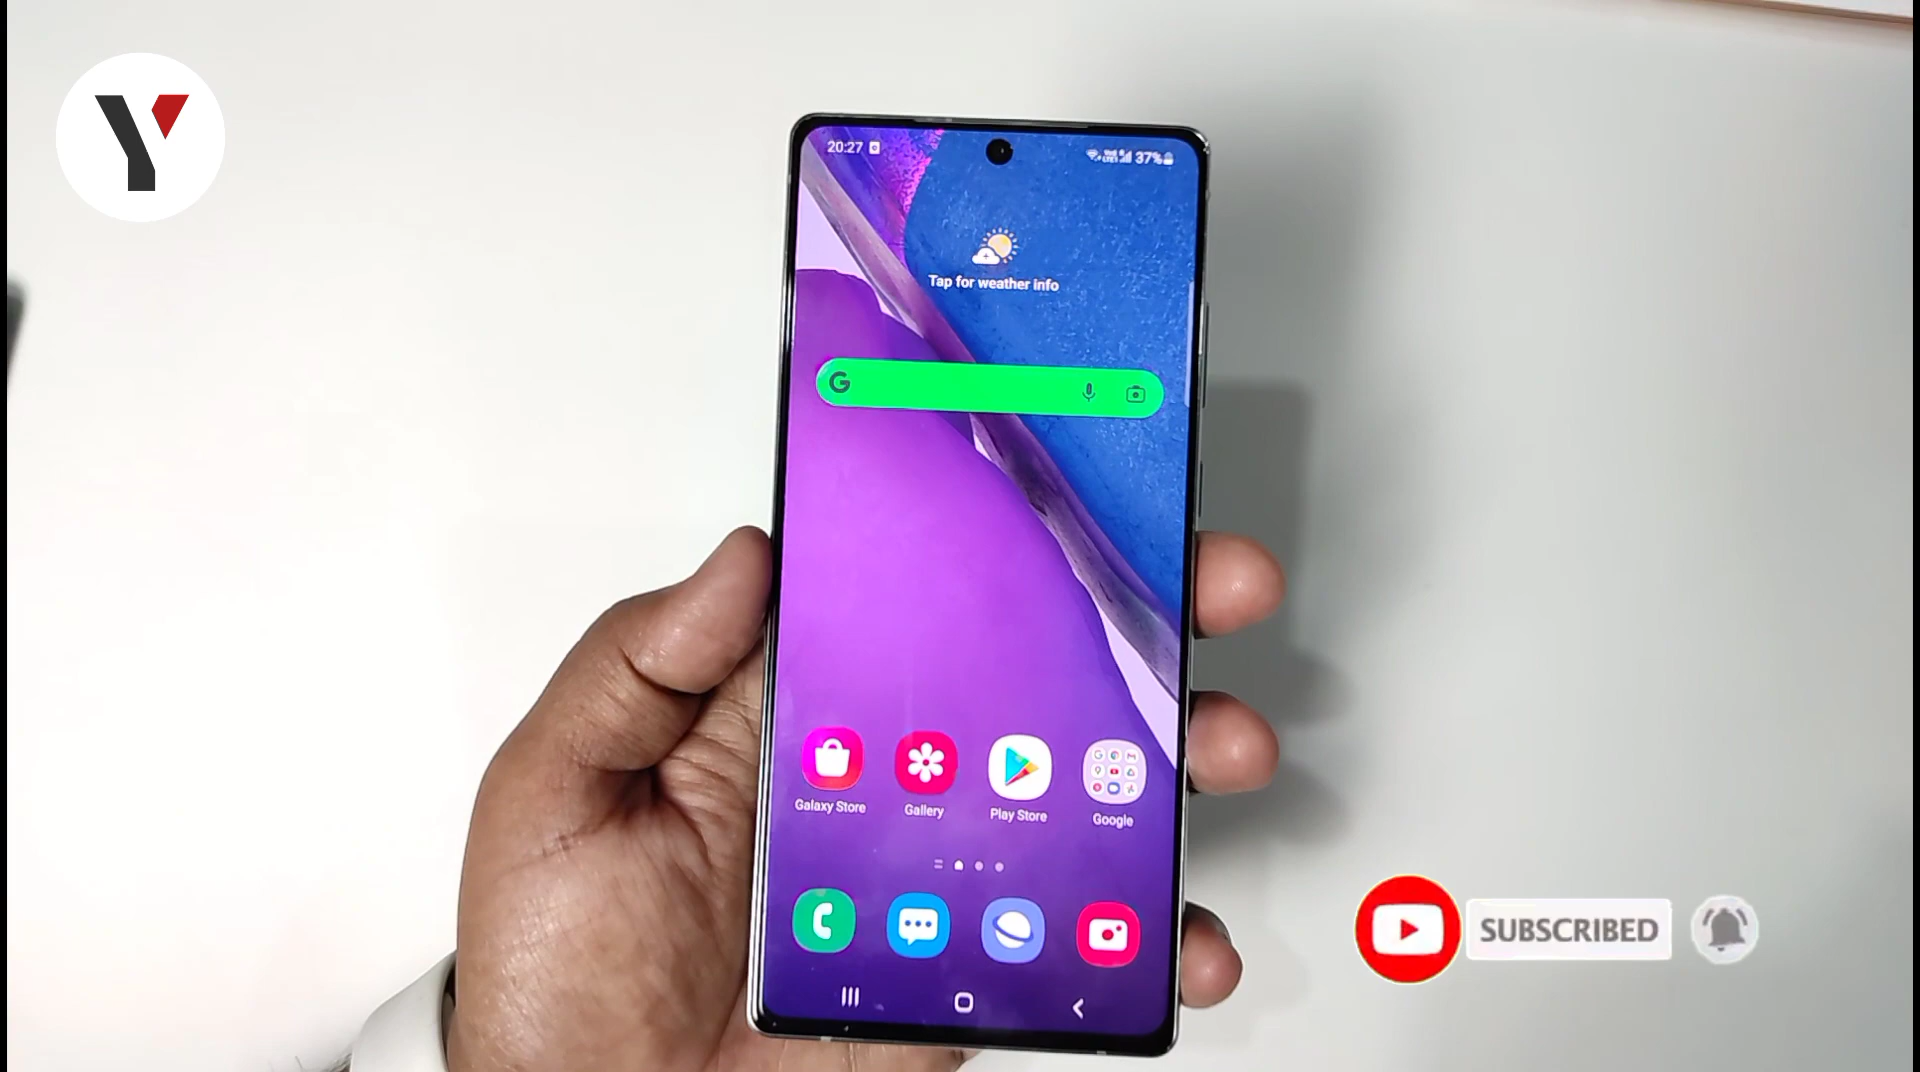 Y
20:27
37%
Tap for weather info
G
Galaxy Store
Gallery
Play Store
Google
SUBSCRIBED